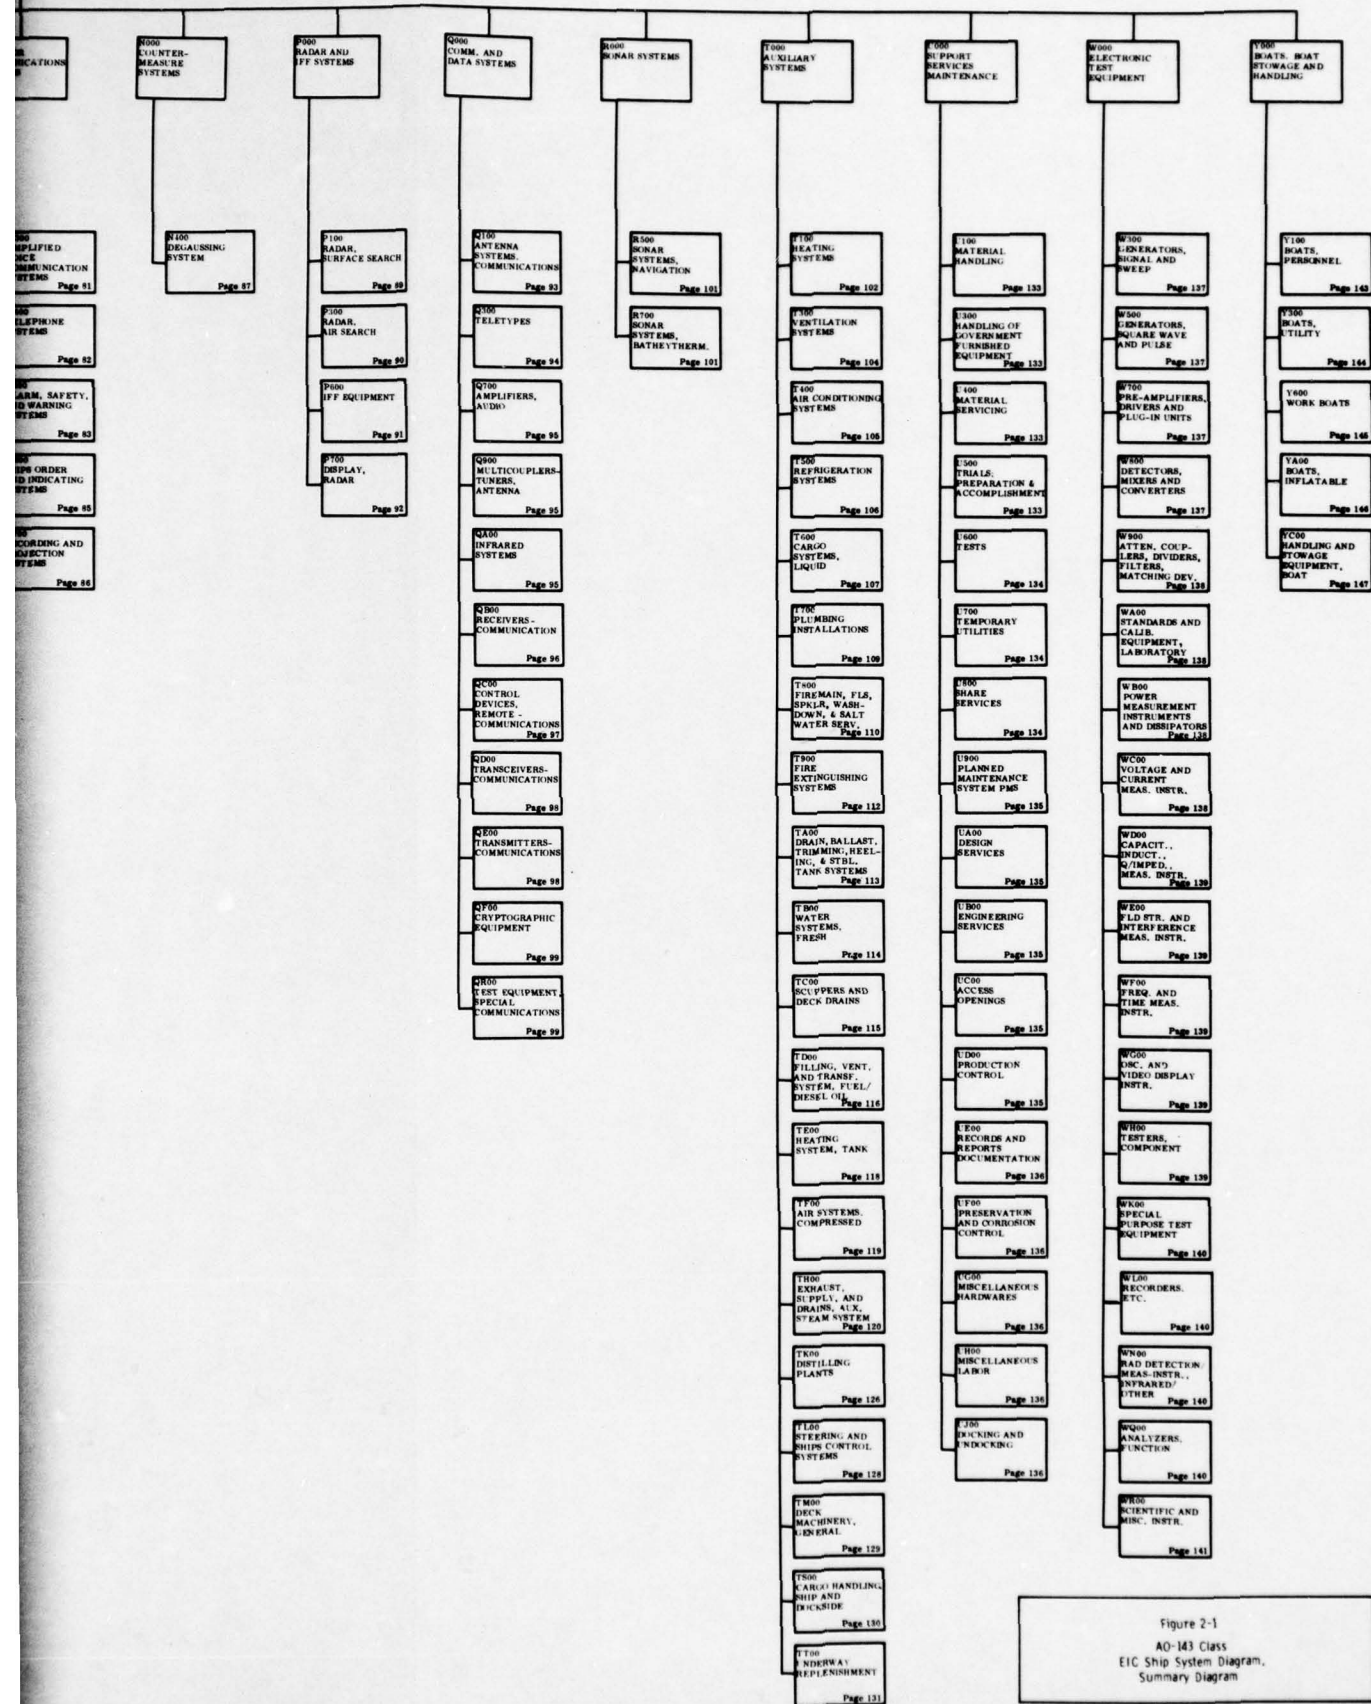 ICATIONS
N000
COUNTER-
MEASURE
SYSTEMS
P000
RADAR AND
IFF SYSTEMS
Q000
COMM. AND
DATA SYSTEMS
R000
SONAR SYSTEMS
T000
AUXILIARY
SYSTEMS
U000
SUPPORT
SERVICES
MAINTENANCE
W000
ELECTRONIC
TEST
EQUIPMENT
Y000
BOATS. BOAT
STOWAGE AND
HANDLING
MPLIFIED
ICE
MMUNICATION
STEMS
Page 81
LEPHONE
STEMS
Page 82
ARM, SAFETY,
D WARNING
STEMS
Page 83
IPS ORDER
D INDICATING
STEMS
Page 85
CORDING AND
OJECTION
STEMS
Page 86
N400
DEGAUSSING
SYSTEM
Page 87
P100
RADAR,
SURFACE SEARCH
Page 89
P300
RADAR,
AIR SEARCH
Page 90
P600
IFF EQUIPMENT
Page 91
P700
DISPLAY,
RADAR
Page 92
Q100
ANTENNA
SYSTEMS.
COMMUNICATIONS
Page 93
Q300
TELETYPES
Page 94
Q700
AMPLIFIERS,
AUDIO
Page 95
Q900
MULTICOUPLERS-
TUNERS,
ANTENNA
Page 95
QA00
INFRARED
SYSTEMS
Page 95
QB00
RECEIVERS -
COMMUNICATION
Page 96
QC00
CONTROL
DEVICES,
REMOTE -
COMMUNICATIONS
Page 97
QD00
TRANSCEIVERS-
COMMUNICATIONS
Page 98
QE00
TRANSMITTERS-
COMMUNICATIONS
Page 98
QF00
CRYPTOGRAPHIC
EQUIPMENT
Page 99
QR00
TEST EQUIPMENT,
SPECIAL
COMMUNICATIONS
Page 99
R500
SONAR
SYSTEMS,
NAVIGATION
Page 101
R700
SONAR
SYSTEMS,
BATHEYTHERM.
Page 101
T100
HEATING
SYSTEMS
Page 102
T300
VENTILATION
SYSTEMS
Page 104
T400
AIR CONDITIONING
SYSTEMS
Page 105
T500
REFRIGERATION
SYSTEMS
Page 106
T600
CARGO
SYSTEMS,
LIQUID
Page 107
T700
PLUMBING
INSTALLATIONS
Page 109
T800
FIREMAIN, FLS,
SPKLR, WASH-
DOWN, & SALT
WATER SERV.
Page 110
T900
FIRE
EXTINGUISHING
SYSTEMS
Page 112
TA00
DRAIN, BALLAST,
TRIMMING, HEEL-
ING, & STBL.
TANK SYSTEMS
Page 113
TB00
WATER
SYSTEMS,
FRESH
Page 114
TC00
SCUPPERS AND
DECK DRAINS
Page 115
TD00
FILLING, VENT.
AND TRANSF.
SYSTEM, FUEL/
DIESEL OIL
Page 116
TE00
HEATING
SYSTEM, TANK
Page 118
TF00
AIR SYSTEMS.
COMPRESSED
Page 119
TH00
EXHAUST,
SUPPLY, AND
DRAINS, AUX.
STEAM SYSTEM
Page 120
TK00
DISTILLING
PLANTS
Page 126
TL00
STEERING AND
SHIPS CONTROL
SYSTEMS
Page 128
TM00
DECK
MACHINERY,
GENERAL
Page 129
TS00
CARGO HANDLING
SHIP AND
DOCKSIDE
Page 130
TT00
UNDERWAY
REPLENISHMENT
Page 131
U100
MATERIAL
HANDLING
Page 133
U300
HANDLING OF
GOVERNMENT
FURNISHED
EQUIPMENT
Page 133
U400
MATERIAL
SERVICING
Page 133
U500
TRIALS,
PREPARATION &
ACCOMPLISHMENT
Page 133
U600
TESTS
Page 134
U700
TEMPORARY
UTILITIES
Page 134
U800
SHARE
SERVICES
Page 134
U900
PLANNED
MAINTENANCE
SYSTEM PMS
Page 135
UA00
DESIGN
SERVICES
Page 135
UB00
ENGINEERING
SERVICES
Page 135
UC00
ACCESS
OPENINGS
Page 135
UD00
PRODUCTION
CONTROL
Page 135
UE00
RECORDS AND
REPORTS
DOCUMENTATION
Page 136
UF00
PRESERVATION
AND CORROSION
CONTROL
Page 136
UG00
MISCELLANEOUS
HARDWARES
Page 136
UH00
MISCELLANEOUS
LABOR
Page 136
UJ00
DOCKING AND
UNDOCKING
Page 136
W300
GENERATORS,
SIGNAL AND
SWEEP
Page 137
W500
GENERATORS,
SQUARE WAVE
AND PULSE
Page 137
W700
PRE-AMPLIFIERS,
DRIVERS AND
PLUG-IN UNITS
Page 137
W800
DETECTORS,
MIXERS AND
CONVERTERS
Page 137
W900
ATTEN, COUP-
LERS, DIVIDERS,
FILTERS,
MATCHING DEV.
Page 138
WA00
STANDARDS AND
CALIB.
EQUIPMENT,
LABORATORY
Page 138
WB00
POWER
MEASUREMENT
INSTRUMENTS
AND DISSIPATORS
Page 138
WC00
VOLTAGE AND
CURRENT
MEAS. INSTR.
Page 138
WD00
CAPACIT.,
INDUCT.,
Q/IMPED.,
MEAS. INSTR.
Page 139
WE00
FLD STR. AND
INTERFERENCE
MEAS. INSTR.
Page 139
WF00
FREQ. AND
TIME MEAS.
INSTR.
Page 139
WG00
OSC. AND
VIDEO DISPLAY
INSTR.
Page 139
WH00
TESTERS,
COMPONENT
Page 139
WK00
SPECIAL
PURPOSE TEST
EQUIPMENT
Page 140
WL00
RECORDERS.
ETC.
Page 140
WN00
RAD DETECTION/
MEAS-INSTR.,
INFRARED/
OTHER
Page 140
WQ00
ANALYZERS,
FUNCTION
Page 140
WR00
SCIENTIFIC AND
MISC. INSTR.
Page 141
Y100
BOATS,
PERSONNEL
Page 143
Y300
BOATS,
UTILITY
Page 144
Y600
WORK BOATS
Page 145
YA00
BOATS,
INFLATABLE
Page 146
YC00
HANDLING AND
STOWAGE
EQUIPMENT,
BOAT
Page 147
Figure 2-1
AO-143 Class
EIC Ship System Diagram,
Summary Diagram